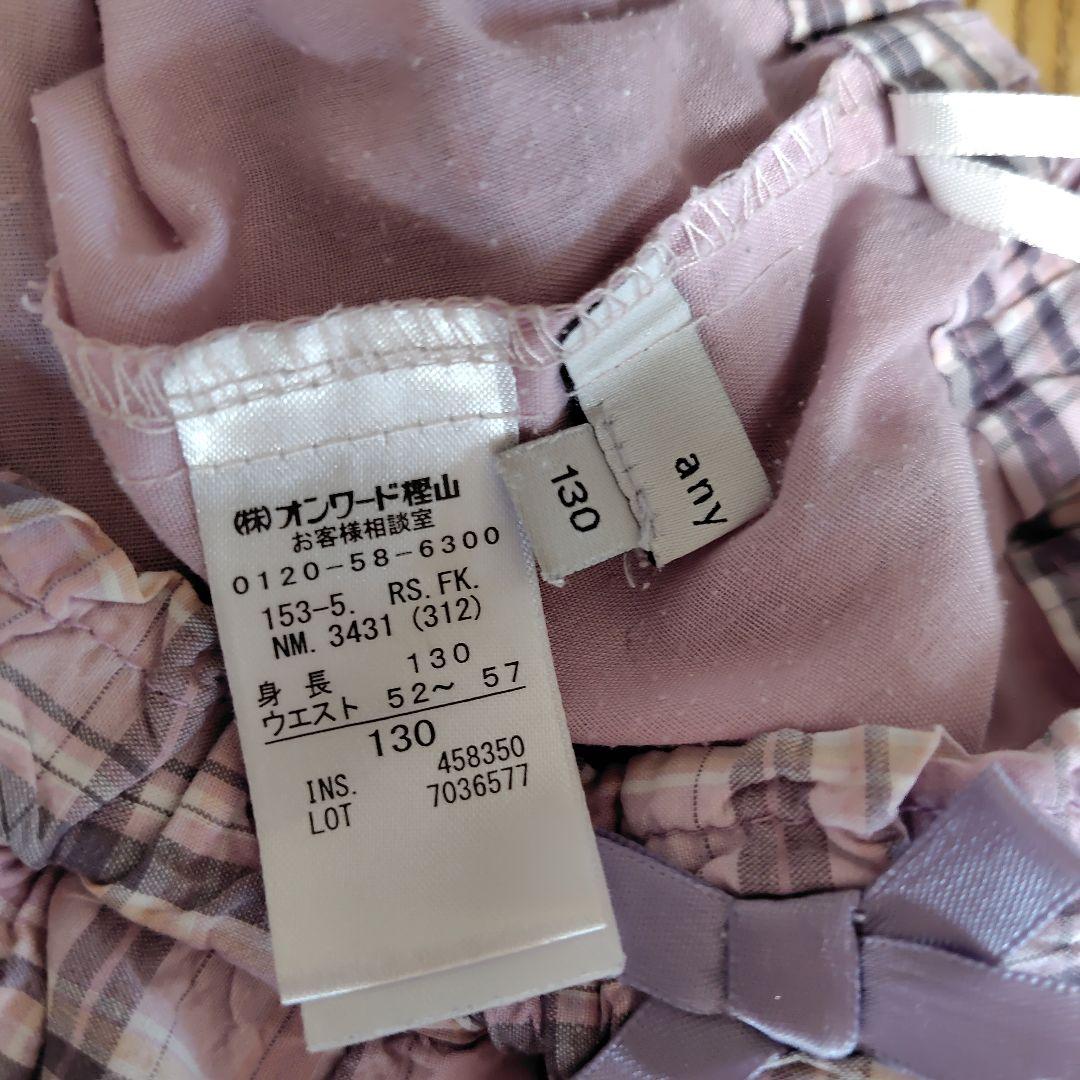 ㈱オンワード樫山
お客様相談室
0120-58-6300
153-5. RS.FK.
NM. 3431 (312)
身長 130
ウエスト 52〜 57
130
INS. 458350
LOT 7036577
130
any